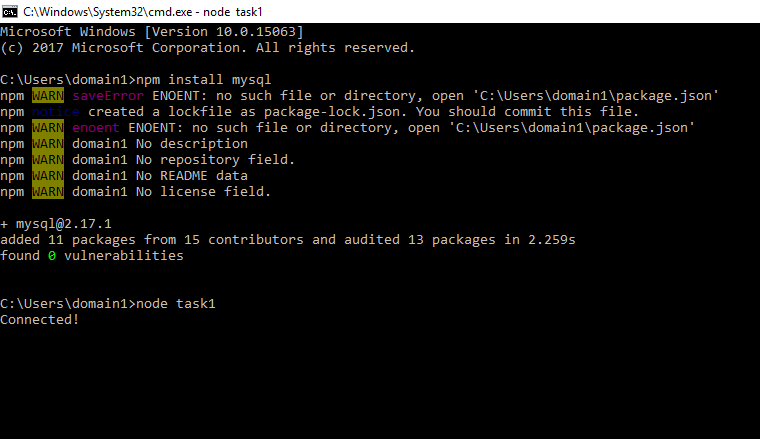 C:\Windows\System32\cmd.exe - node task1
Microsoft Windows [Version 10.0.15063]
(c) 2017 Microsoft Corporation. All rights reserved.
C:\Users\domain1>npm install mysql
npm WARN saveError ENOENT: no such file or directory, open 'C:\Users\domain1\package.json'
npm notice created a lockfile as package-lock.json. You should commit this file.
npm WARN enoent ENOENT: no such file or directory, open 'C:\Users\domain1\package.json'
npm WARN domain1 No description
npm WARN domain1 No repository field.
npm WARN domain1 No README data
npm WARN domain1 No license field.
+ mysql@2.17.1
added 11 packages from 15 contributors and audited 13 packages in 2.259s
found 0 vulnerabilities
C:\Users\domain1>node task1
Connected!